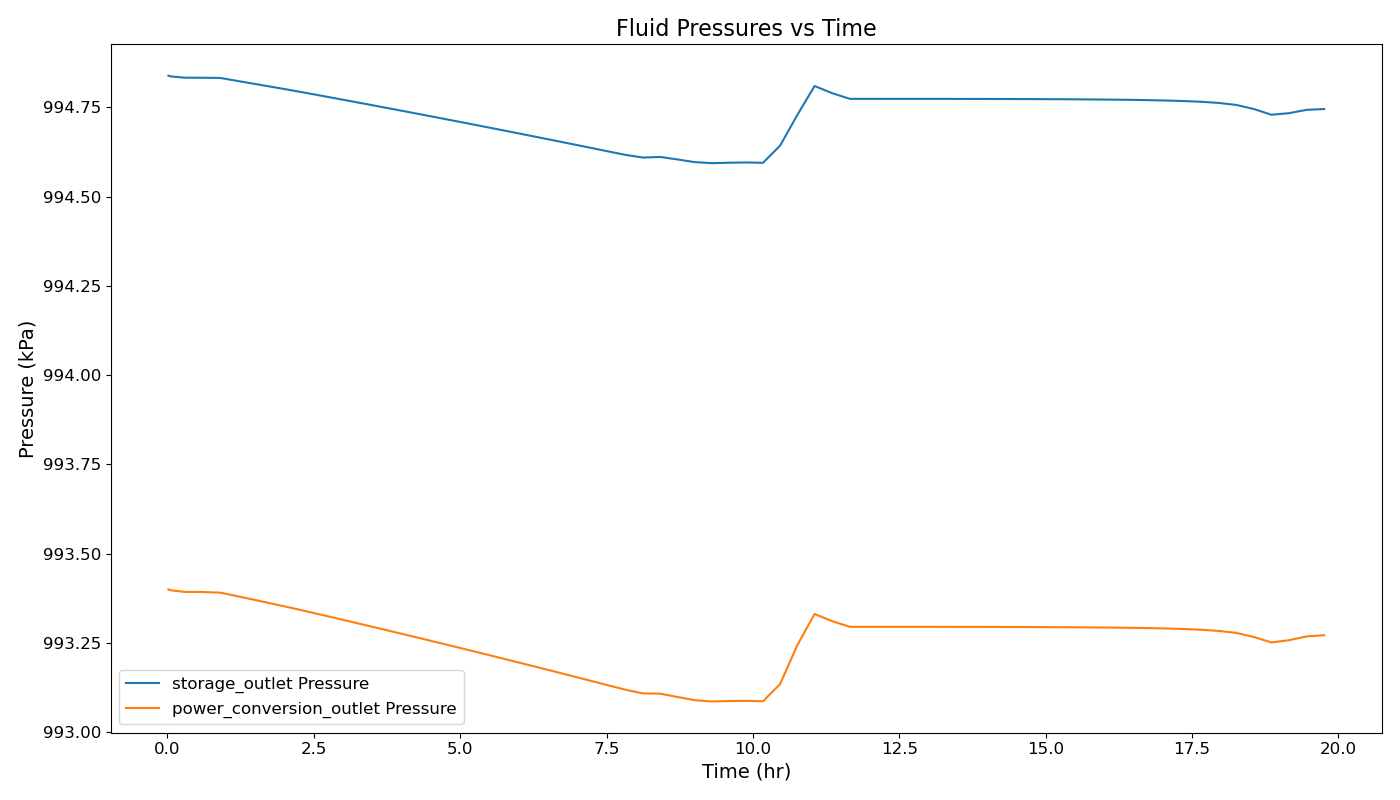 Fluid Pressures vs Time
Pressure (kPa)
994.75
994.50
994.25
994.00
993.75
993.50
993.25
993.00
storage_outlet Pressure
power_conversion_outlet Pressure
0.0 2.5 5.0 7.5 10.0 12.5 15.0 17.5 20.0
Time (hr)